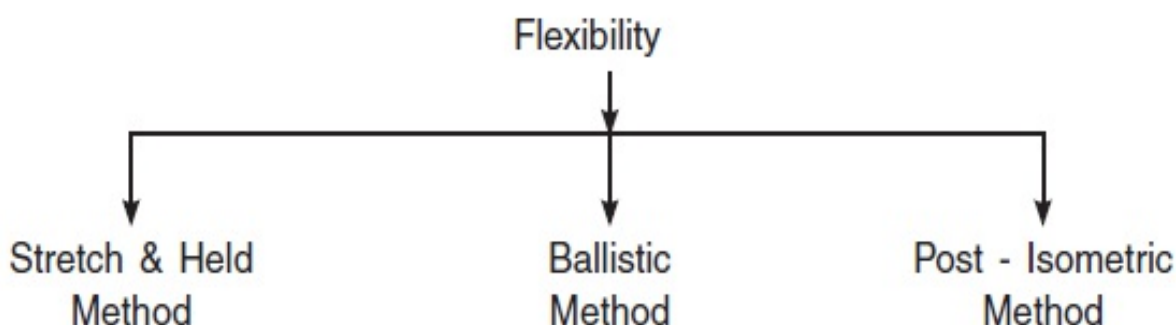 Flexibility
Stretch & Held
Method
Ballistic
Method
Post - Isometric
Method